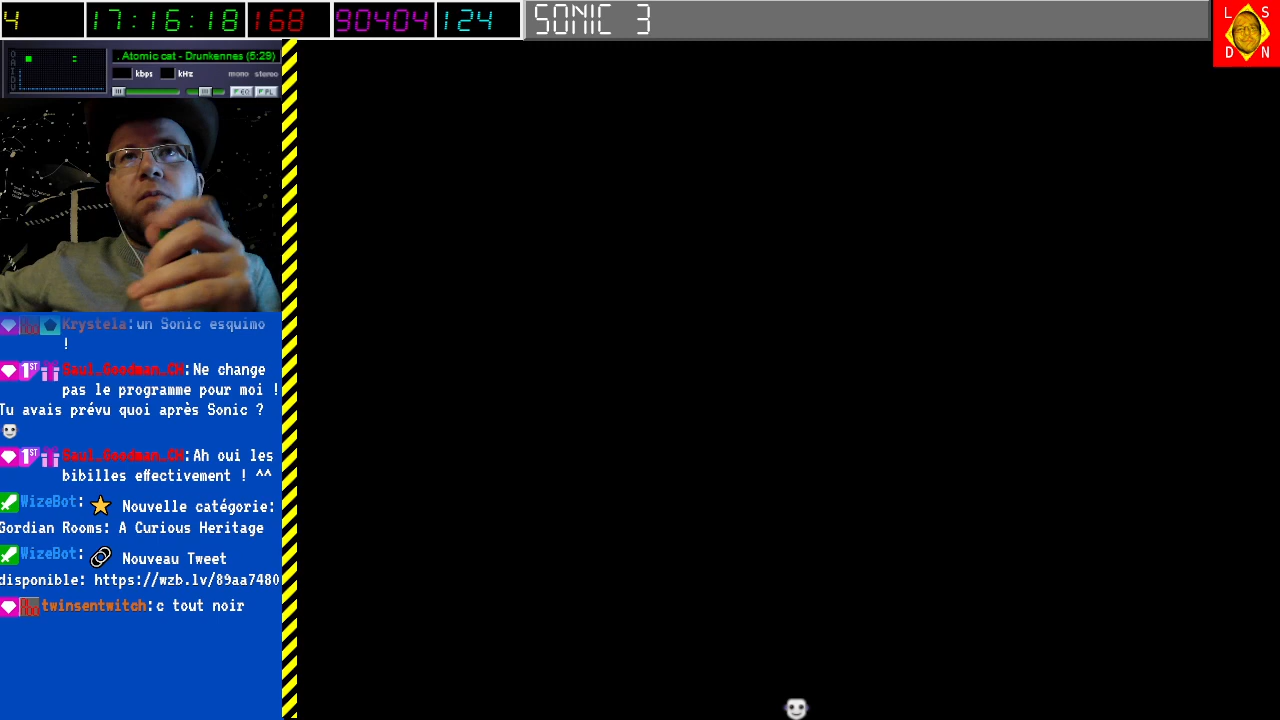 4 17:16:18 168 90404 124 SONIC 3
L S
D N
. Atomic cat - Drunkennes (5:29)
kbps kHz mono stereo
EQ PL
Krystela: un Sonic esquimo
!
1ST Saul_Goodman_CH: Ne change
pas le programme pour moi !
Tu avais prévu quoi après Sonic ?
1ST Saul_Goodman_CH: Ah oui les
bibilles effectivement ! ^^
WizeBot: Nouvelle catégorie:
Gordian Rooms: A Curious Heritage
WizeBot: Nouveau Tweet
disponible: https://wzb.lv/89aa7480
twinsentwitch: c tout noir